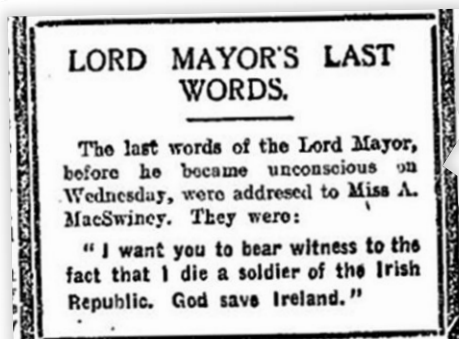 LORD MAYOR'S LAST
WORDS.
The last words of the Lord Mayor,
before he became unconscious on
Wednesday, were addresed to Miss A.
MacSwiney. They were:
" I want you to bear witness to the
fact that I die a soldier of the Irish
Republic. God save Ireland."